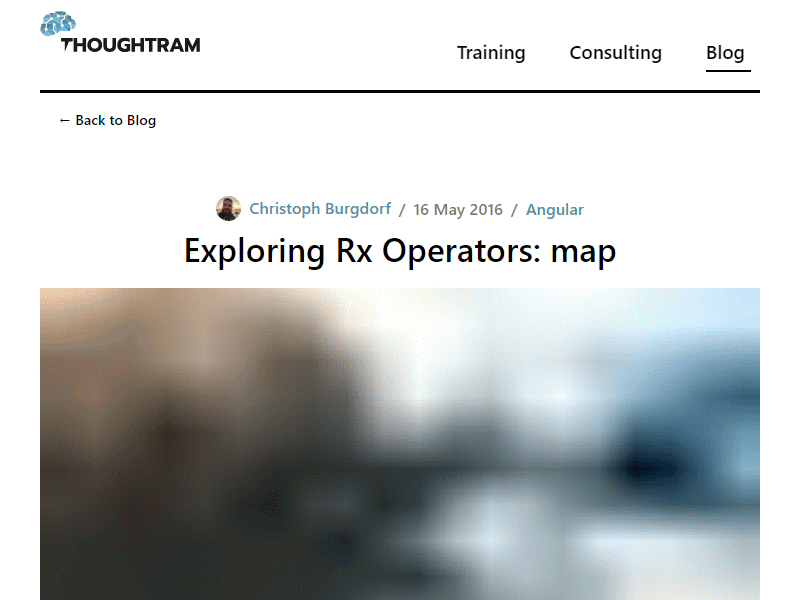 THOUGHTRAM
Training
Consulting
Blog
← Back to Blog
Christoph Burgdorf / 16 May 2016 / Angular
Exploring Rx Operators: map